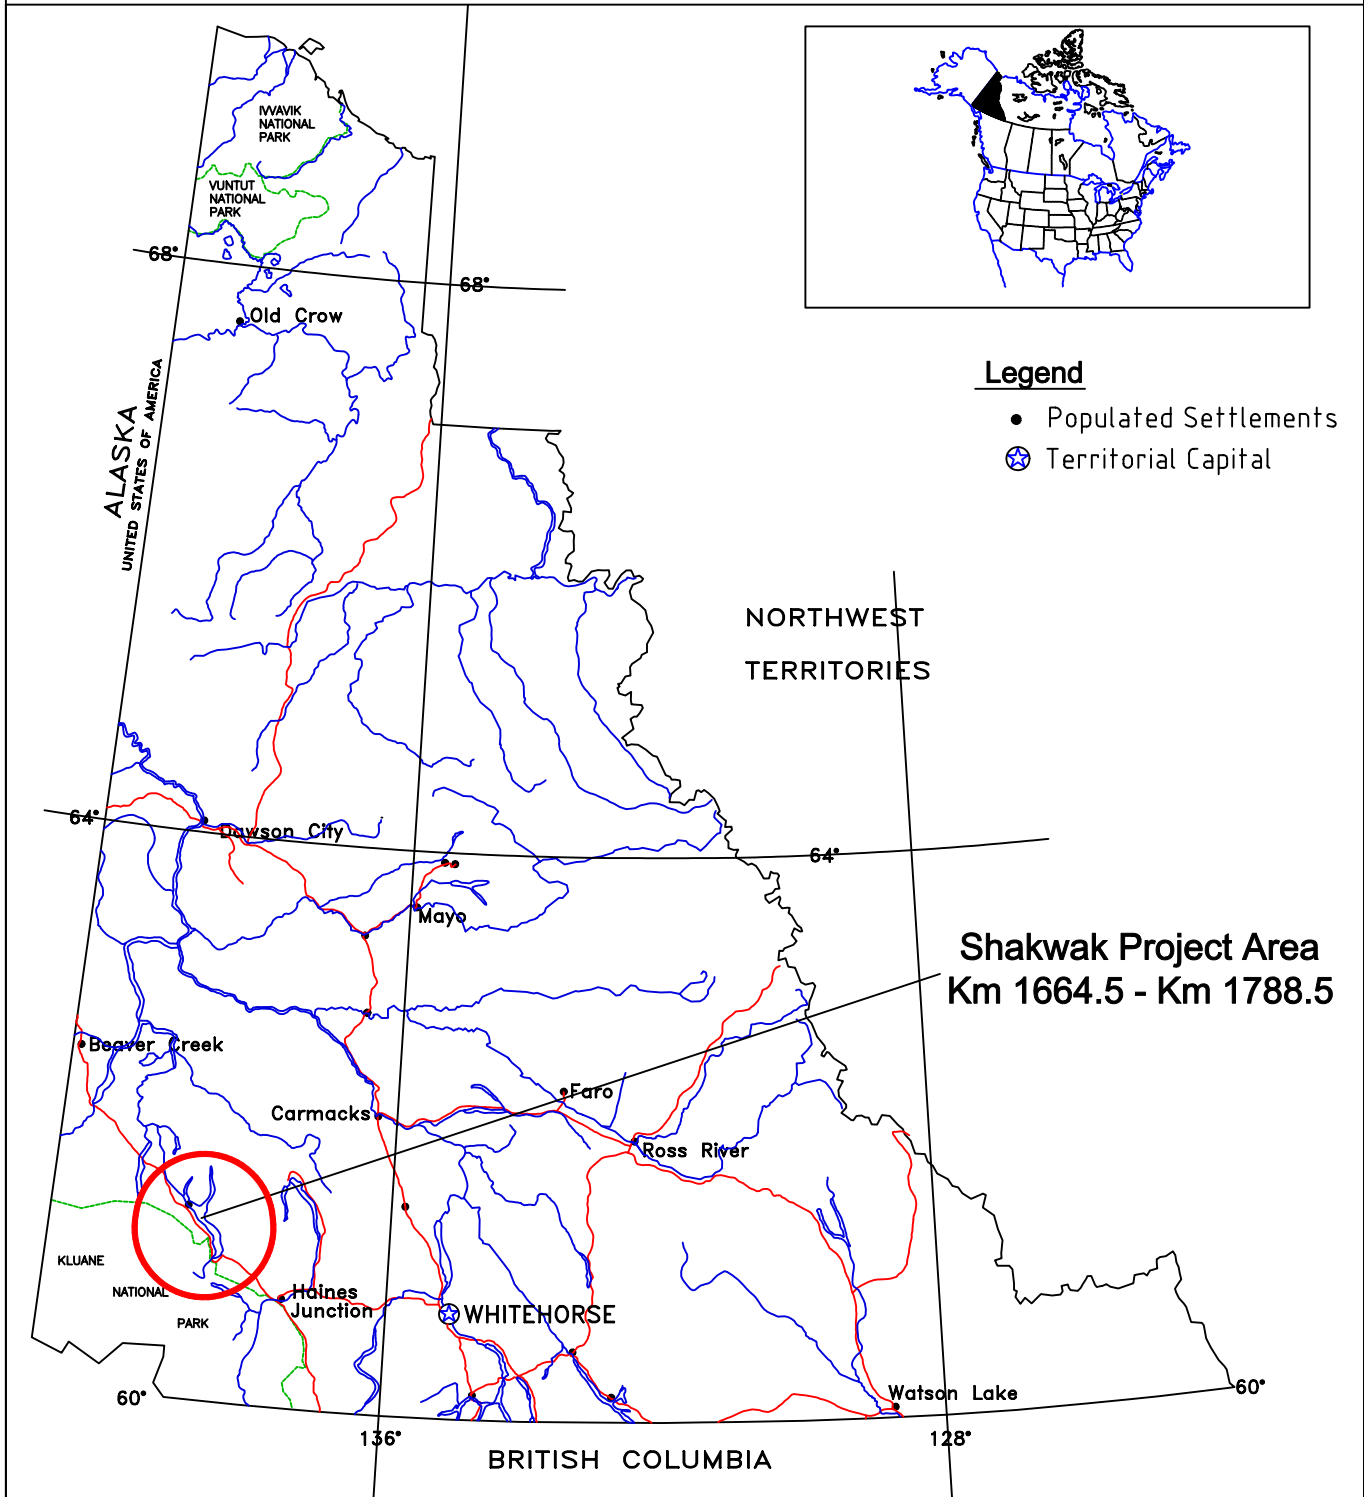 IVVAVIK
NATIONAL
PARK
VUNTUT
NATIONAL
PARK
68°
68°
Old Crow
ALASKA
UNITED STATES OF AMERICA
Legend
Populated Settlements
Territorial Capital
NORTHWEST
TERRITORIES
64°
Dawson City
64°
Mayo
Shakwak Project Area
Km 1664.5 - Km 1788.5
Beaver Creek
Faro
Carmacks
Ross River
KLUANE
NATIONAL
PARK
Haines
Junction
WHITEHORSE
Watson Lake
60°
60°
136°
128°
BRITISH COLUMBIA